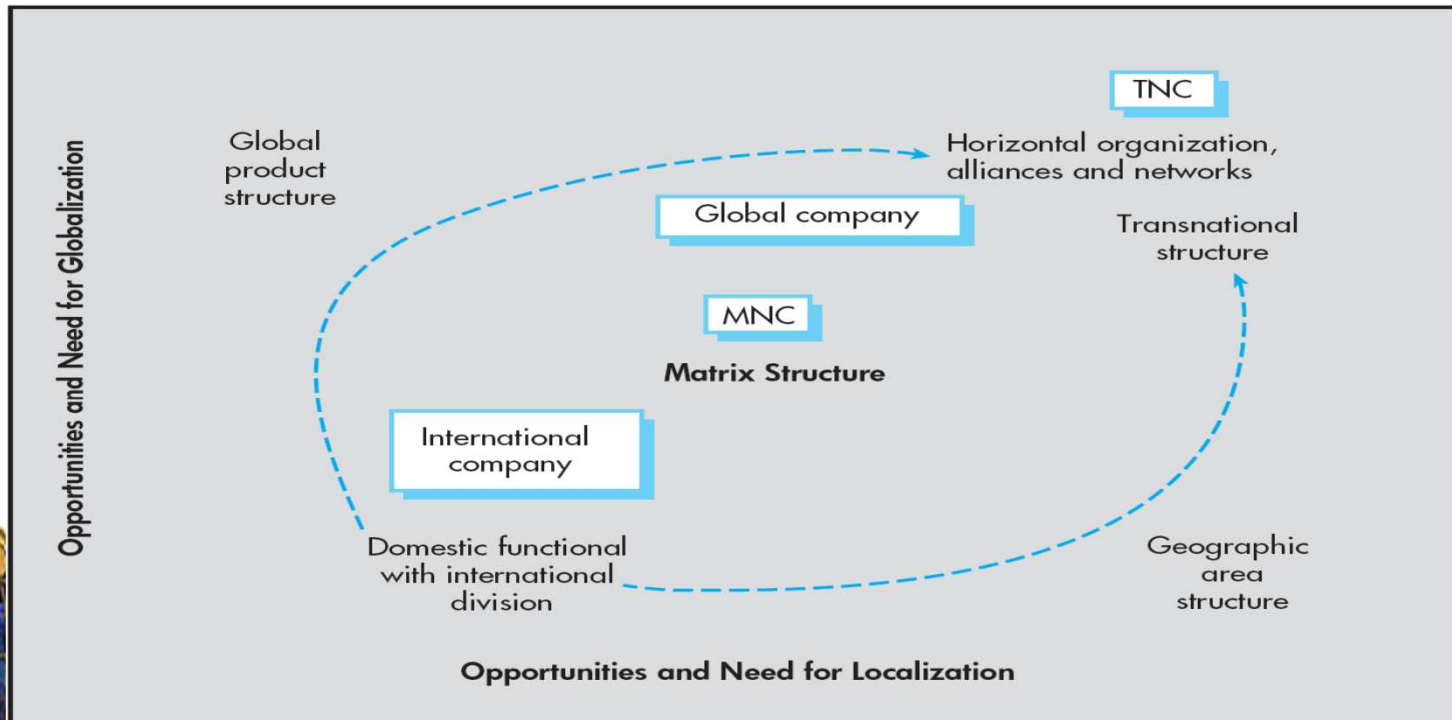 Opportunities and Need for Globalization
TNC
Global
product
structure
Horizontal organization,
alliances and networks
Global company
Transnational
structure
MNC
Matrix Structure
International
company
Domestic functional
with international
division
Geographic
area
structure
Opportunities and Need for Localization